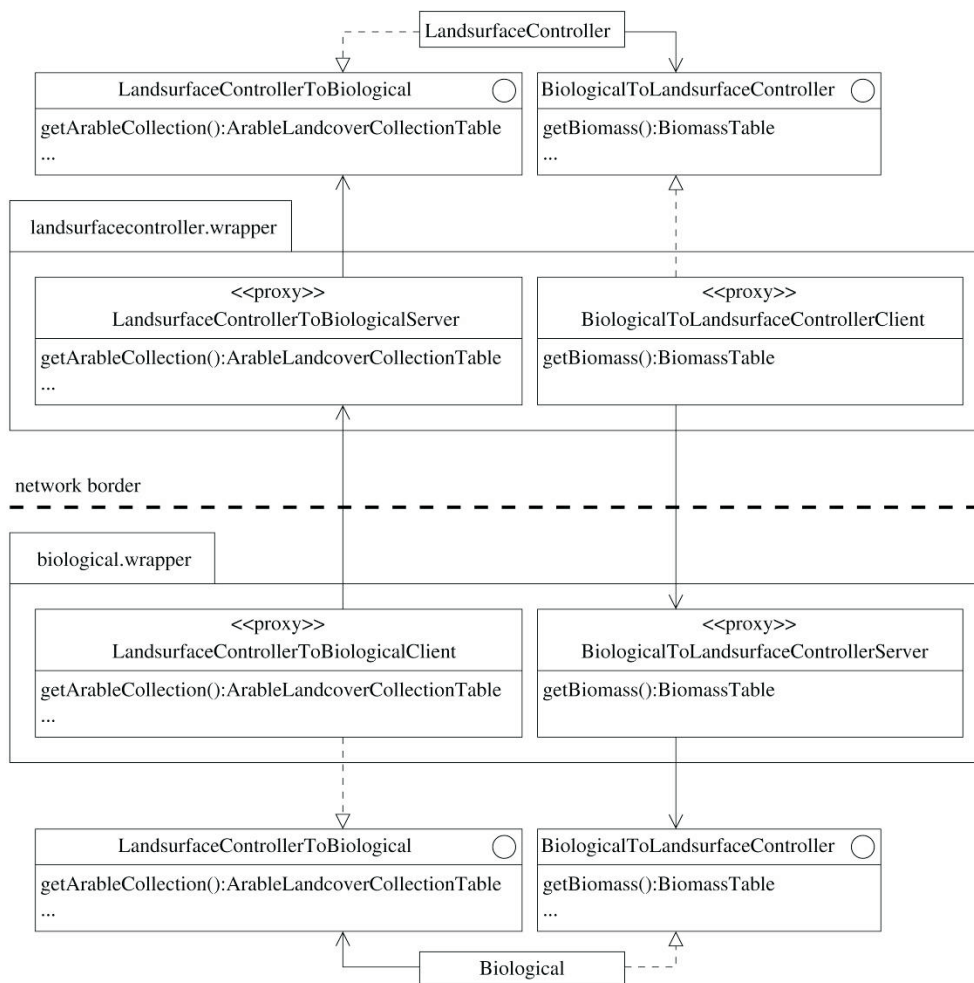 LandsurfaceController
LandsurfaceControllerToBiological
getArableCollection():ArableLandcoverCollectionTable
...
BiologicalToLandsurfaceController
getBiomass():BiomassTable
...
landsurfacecontroller.wrapper
<<proxy>>
LandsurfaceControllerToBiologicalServer
getArableCollection():ArableLandcoverCollectionTable
...
<<proxy>>
BiologicalToLandsurfaceControllerClient
getBiomass():BiomassTable
network border
biological.wrapper
<<proxy>>
LandsurfaceControllerToBiologicalClient
getArableCollection():ArableLandcoverCollectionTable
...
<<proxy>>
BiologicalToLandsurfaceControllerServer
getBiomass():BiomassTable
LandsurfaceControllerToBiological
getArableCollection():ArableLandcoverCollectionTable
...
BiologicalToLandsurfaceController
getBiomass():BiomassTable
...
Biological